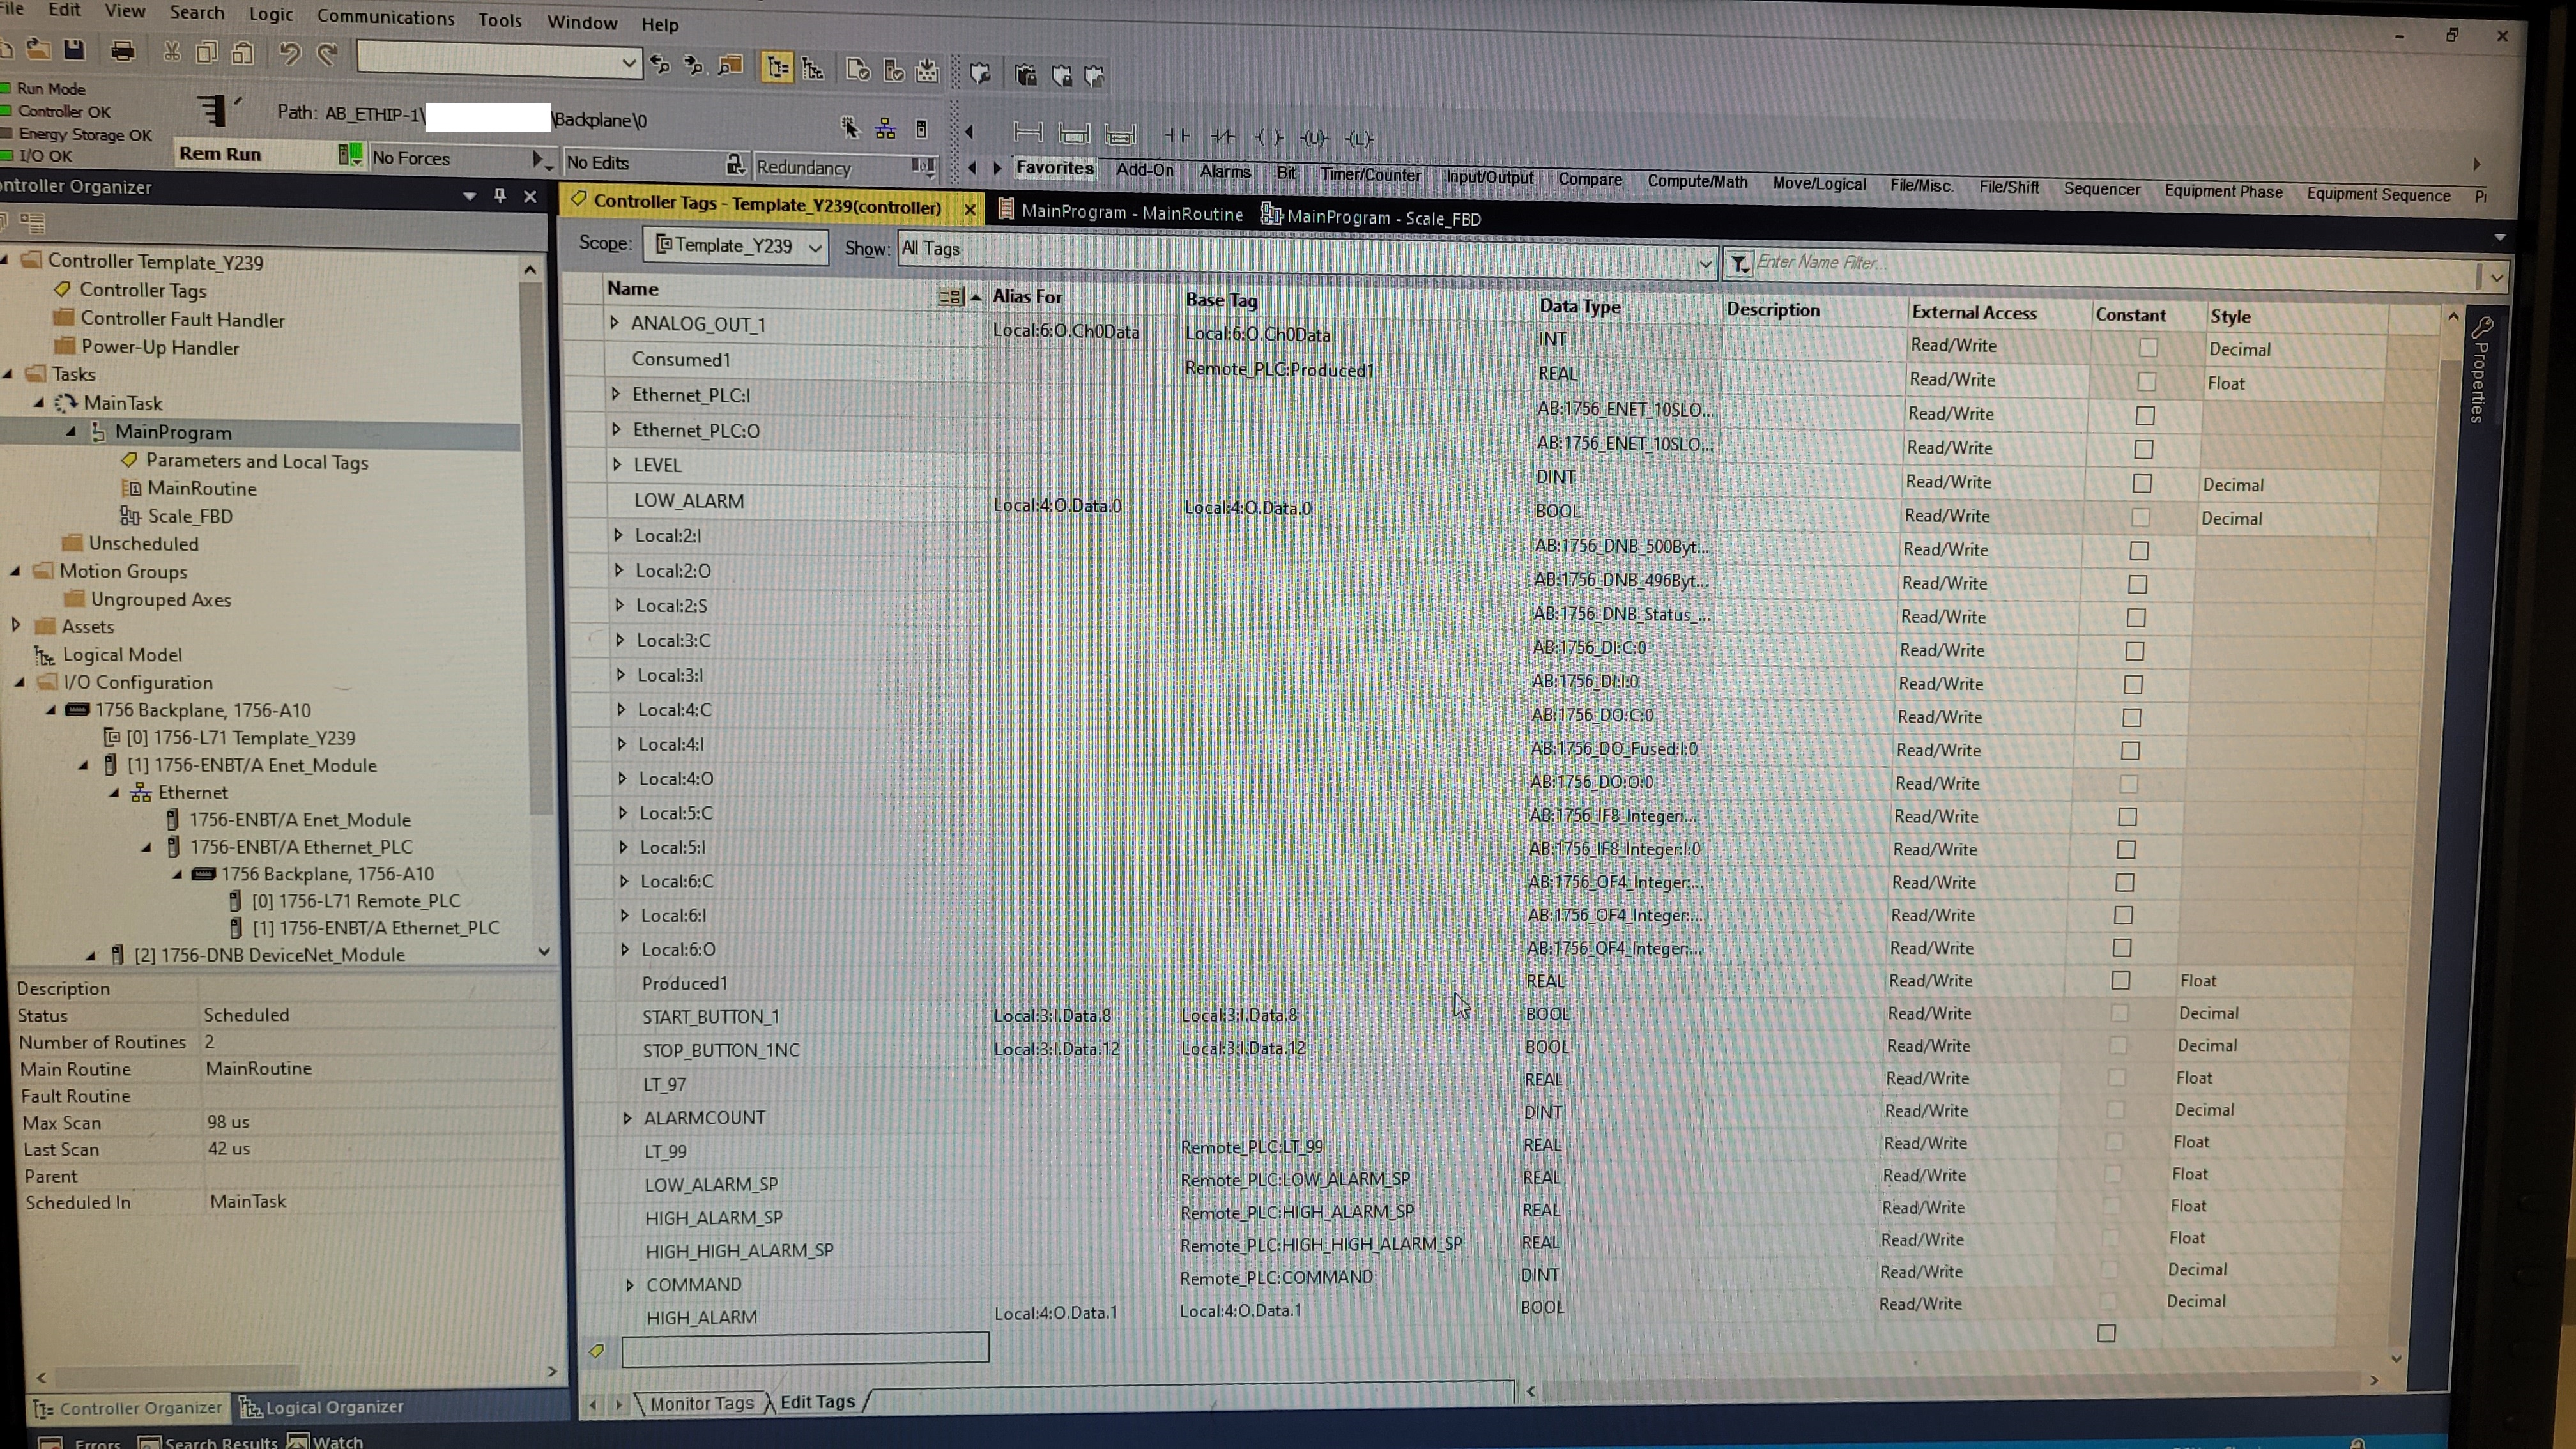 File Edit View Search Logic Communications Tools Window Help
Run Mode
Controller OK
Energy Storage OK
I/O OK
Path: AB_ETHIP-1\ \Backplane\0
Rem Run No Forces No Edits Redundancy
Favorites Add-On Alarms Bit Timer/Counter Input/Output Compare Compute/Math Move/Logical File/Misc. File/Shift Sequencer Equipment Phase Equipment Sequence
ntroller Organizer
Controller Tags - Template_Y239(controller) MainProgram - MainRoutine MainProgram - Scale_FBD
Scope: Template_Y239 Show: All Tags Enter Name Filter...
Controller Template_Y239
Controller Tags
Controller Fault Handler
Power-Up Handler
Tasks
MainTask
MainProgram
Parameters and Local Tags
MainRoutine
Scale_FBD
Unscheduled
Motion Groups
Ungrouped Axes
Assets
Logical Model
I/O Configuration
1756 Backplane, 1756-A10
[0] 1756-L71 Template_Y239
[1] 1756-ENBT/A Enet_Module
Ethernet
1756-ENBT/A Enet_Module
1756-ENBT/A Ethernet_PLC
1756 Backplane, 1756-A10
[0] 1756-L71 Remote_PLC
[1] 1756-ENBT/A Ethernet_PLC
[2] 1756-DNB DeviceNet_Module
Description
Status Scheduled
Number of Routines 2
Main Routine MainRoutine
Fault Routine
Max Scan 98 us
Last Scan 42 us
Parent
Scheduled In MainTask
Controller Organizer Logical Organizer
Name Alias For Base Tag Data Type Description External Access Constant Style
ANALOG_OUT_1 Local:6:O.Ch0Data Local:6:O.Ch0Data INT Read/Write Decimal
Consumed1 Remote_PLC:Produced1 REAL Read/Write Float
Ethernet_PLC:I AB:1756_ENET_10SLO... Read/Write
Ethernet_PLC:O AB:1756_ENET_10SLO... Read/Write
LEVEL DINT Read/Write Decimal
LOW_ALARM Local:4:O.Data.0 Local:4:O.Data.0 BOOL Read/Write Decimal
Local:2:I AB:1756_DNB_500Byt... Read/Write
Local:2:O AB:1756_DNB_496Byt... Read/Write
Local:2:S AB:1756_DNB_Status_... Read/Write
Local:3:C AB:1756_DI:C:0 Read/Write
Local:3:I AB:1756_DI:I:0 Read/Write
Local:4:C AB:1756_DO:C:0 Read/Write
Local:4:I AB:1756_DO_Fused:I:0 Read/Write
Local:4:O AB:1756_DO:O:0 Read/Write
Local:5:C AB:1756_IF8_Integer:... Read/Write
Local:5:I AB:1756_IF8_Integer:I:0 Read/Write
Local:6:C AB:1756_OF4_Integer:... Read/Write
Local:6:I AB:1756_OF4_Integer:... Read/Write
Local:6:O AB:1756_OF4_Integer:... Read/Write
Produced1 REAL Read/Write Float
START_BUTTON_1 Local:3:I.Data.8 Local:3:I.Data.8 BOOL Read/Write Decimal
STOP_BUTTON_1NC Local:3:I.Data.12 Local:3:I.Data.12 BOOL Read/Write Decimal
LT_97 REAL Read/Write Float
ALARMCOUNT DINT Read/Write Decimal
LT_99 Remote_PLC:LT_99 REAL Read/Write Float
LOW_ALARM_SP Remote_PLC:LOW_ALARM_SP REAL Read/Write Float
HIGH_ALARM_SP Remote_PLC:HIGH_ALARM_SP REAL Read/Write Float
HIGH_HIGH_ALARM_SP Remote_PLC:HIGH_HIGH_ALARM_SP REAL Read/Write Float
COMMAND Remote_PLC:COMMAND DINT Read/Write Decimal
HIGH_ALARM Local:4:O.Data.1 Local:4:O.Data.1 BOOL Read/Write Decimal
Monitor Tags Edit Tags
Properties
Errors Search Results Watch